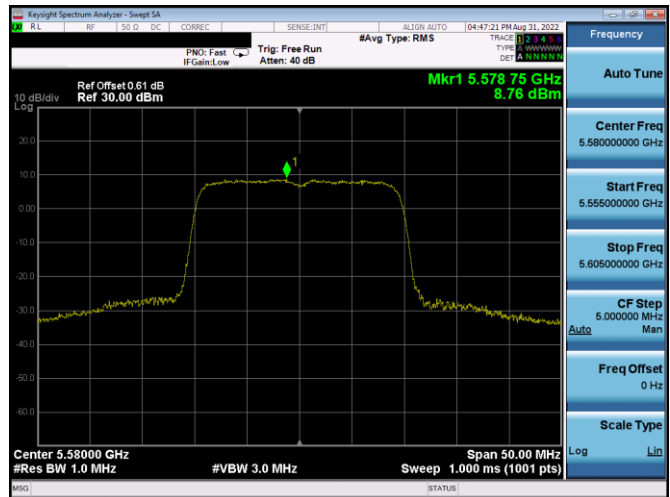 Keysight Spectrum Analyzer - Swept SA
RL RF 50 Ω DC CORREC SENSE:INT ALIGN AUTO 04:47:21 PM Aug 31, 2022
#Avg Type: RMS
TRACE 1 2 3 4 5 6
PNO: Fast Trig: Free Run TYPE A WWWWW
IFGain:Low Atten: 40 dB DET A N N N N N
Frequency
Auto Tune
Mkr1 5.578 75 GHz
8.76 dBm
Ref Offset 0.61 dB
10 dB/div Ref 30.00 dBm
Log
20.0
10.0
0.00
-10.0
-20.0
-30.0
-40.0
-50.0
-60.0
1
Center Freq
5.580000000 GHz
Start Freq
5.555000000 GHz
Stop Freq
5.605000000 GHz
CF Step
5.000000 MHz
Auto Man
Freq Offset
0 Hz
Scale Type
Log Lin
Center 5.58000 GHz Span 50.00 MHz
#Res BW 1.0 MHz #VBW 3.0 MHz Sweep 1.000 ms (1001 pts)
MSG STATUS